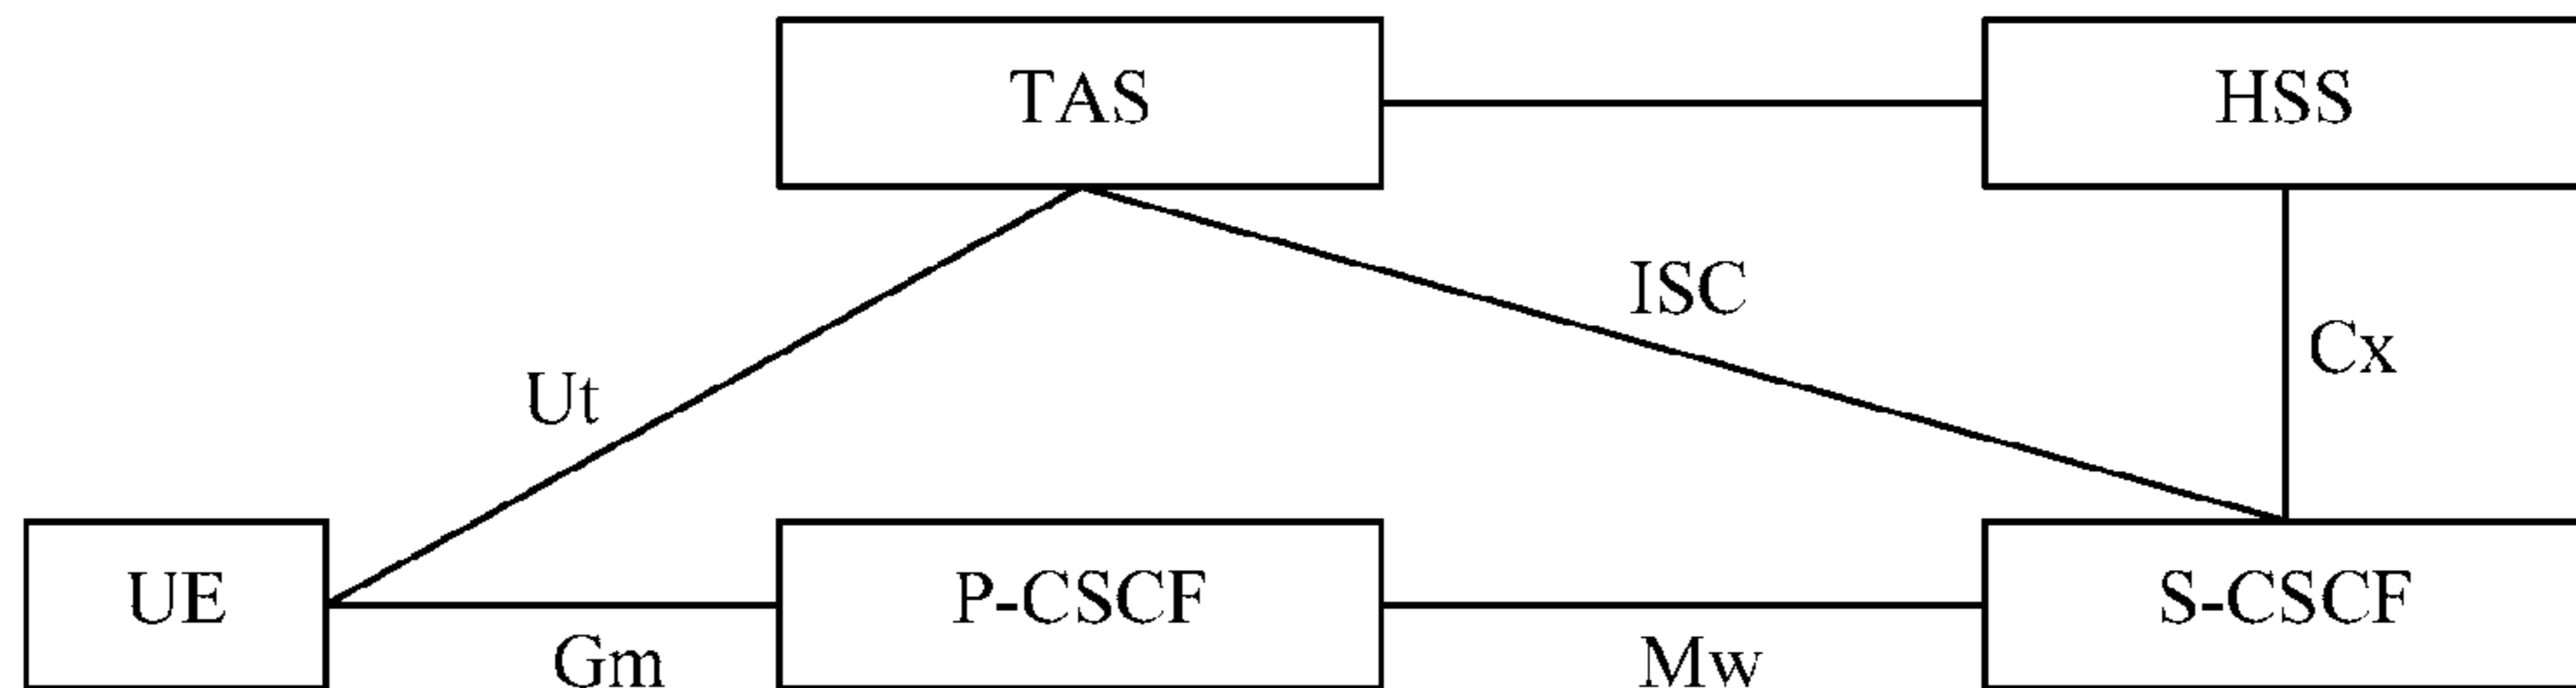 TAS
HSS
ISC
Cx
Ut
UE
P-CSCF
S-CSCF
Gm
Mw